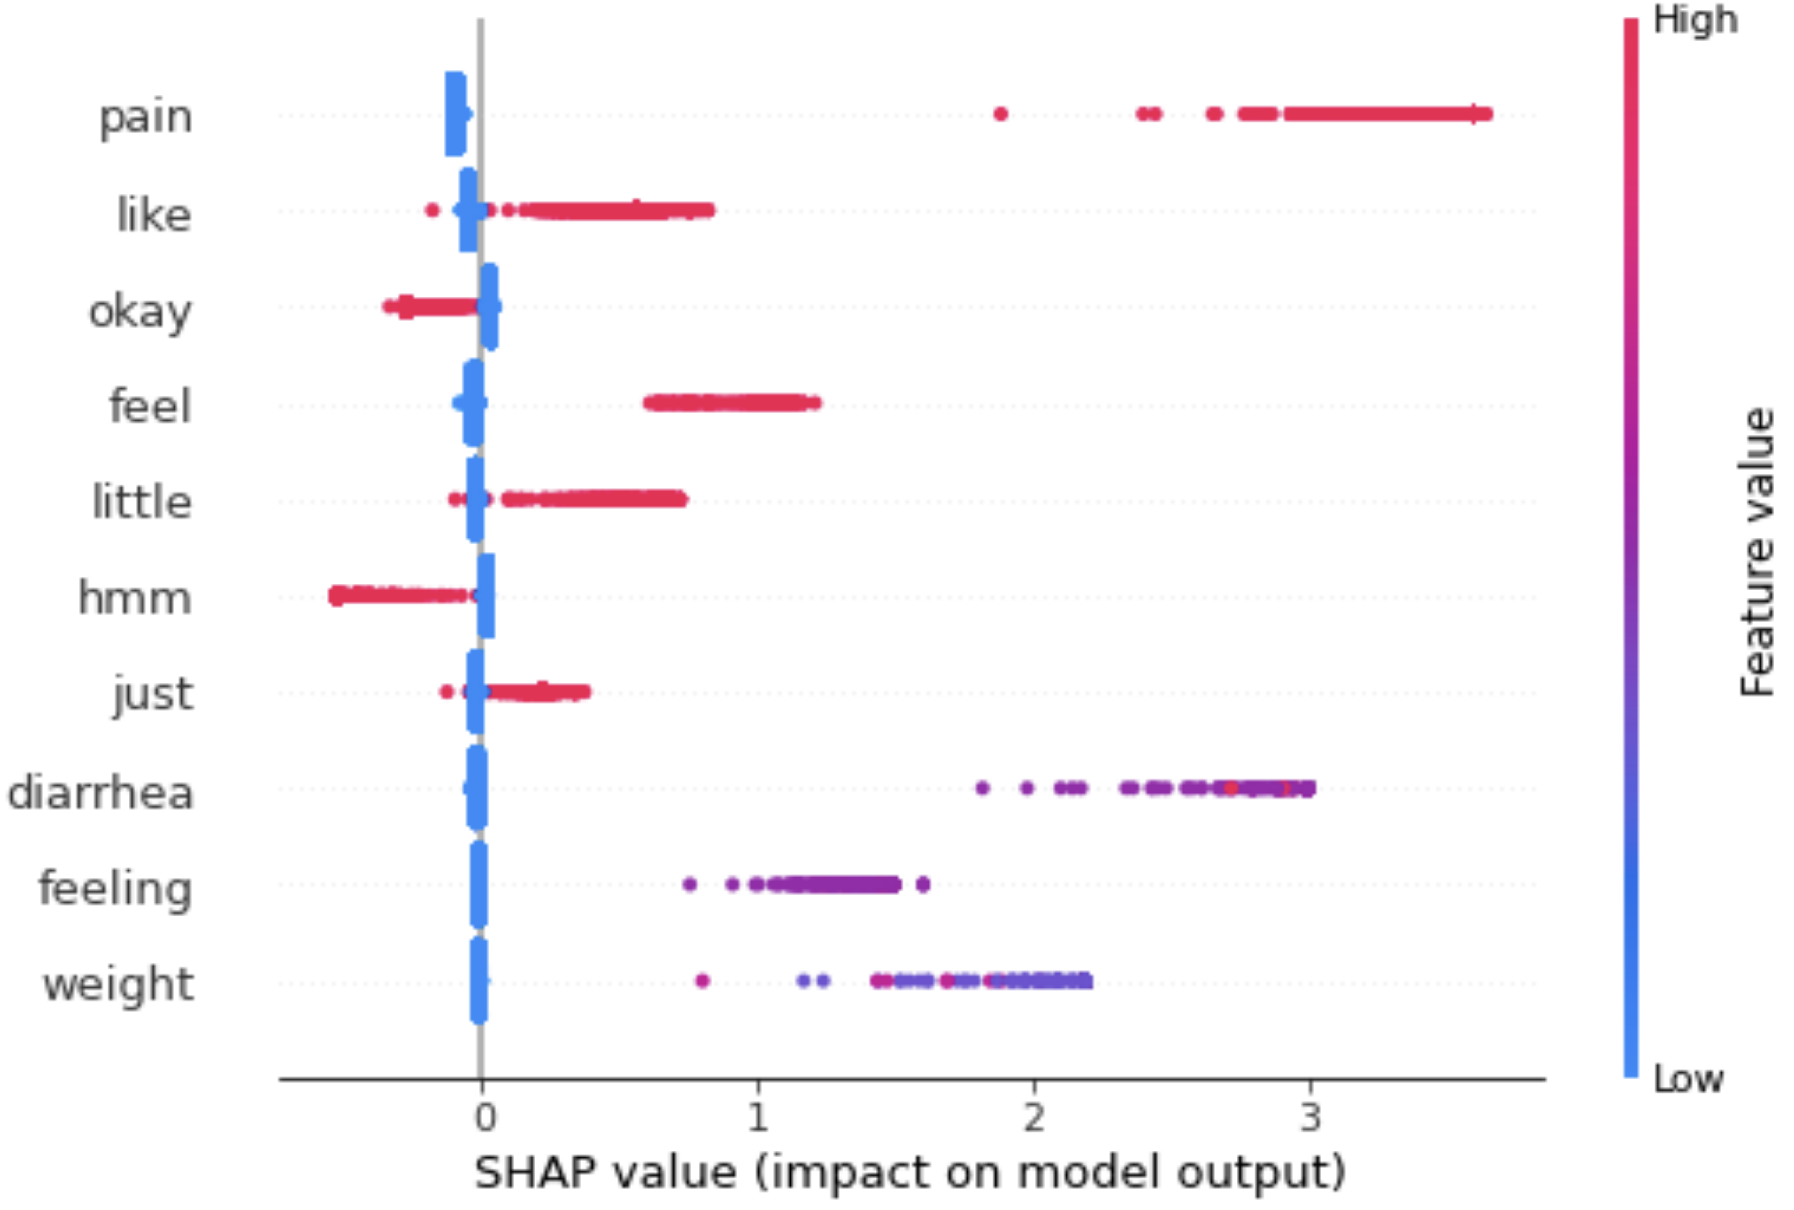 High
pain
like
okay
feel
little
hmm
just
diarrhea
feeling
weight
Feature value
Low
0 1 2 3
SHAP value (impact on model output)